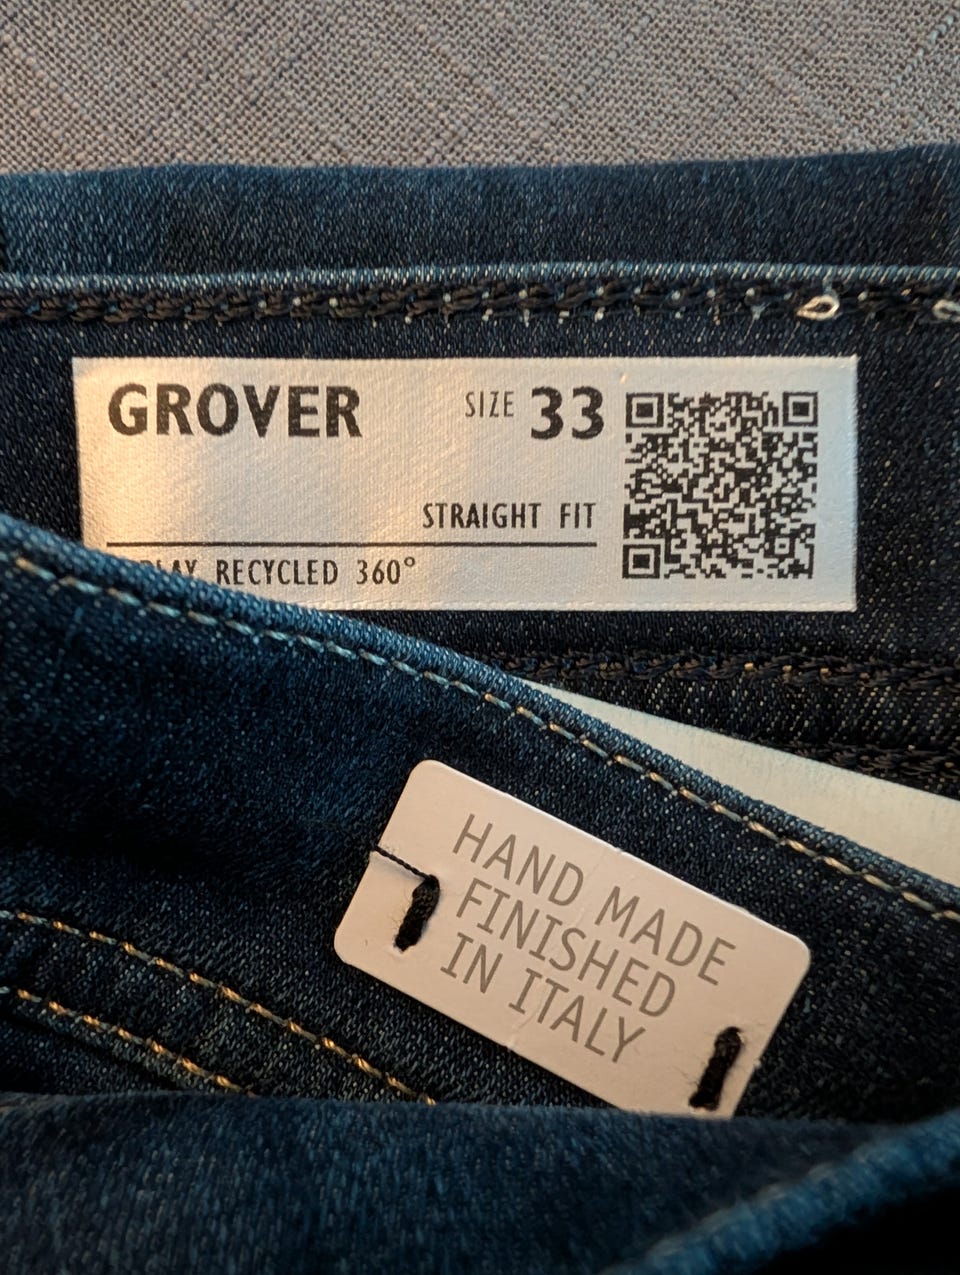 GROVER
SIZE 33
STRAIGHT FIT
RECYCLED 360°
HAND MADE
FINISHED
IN ITALY